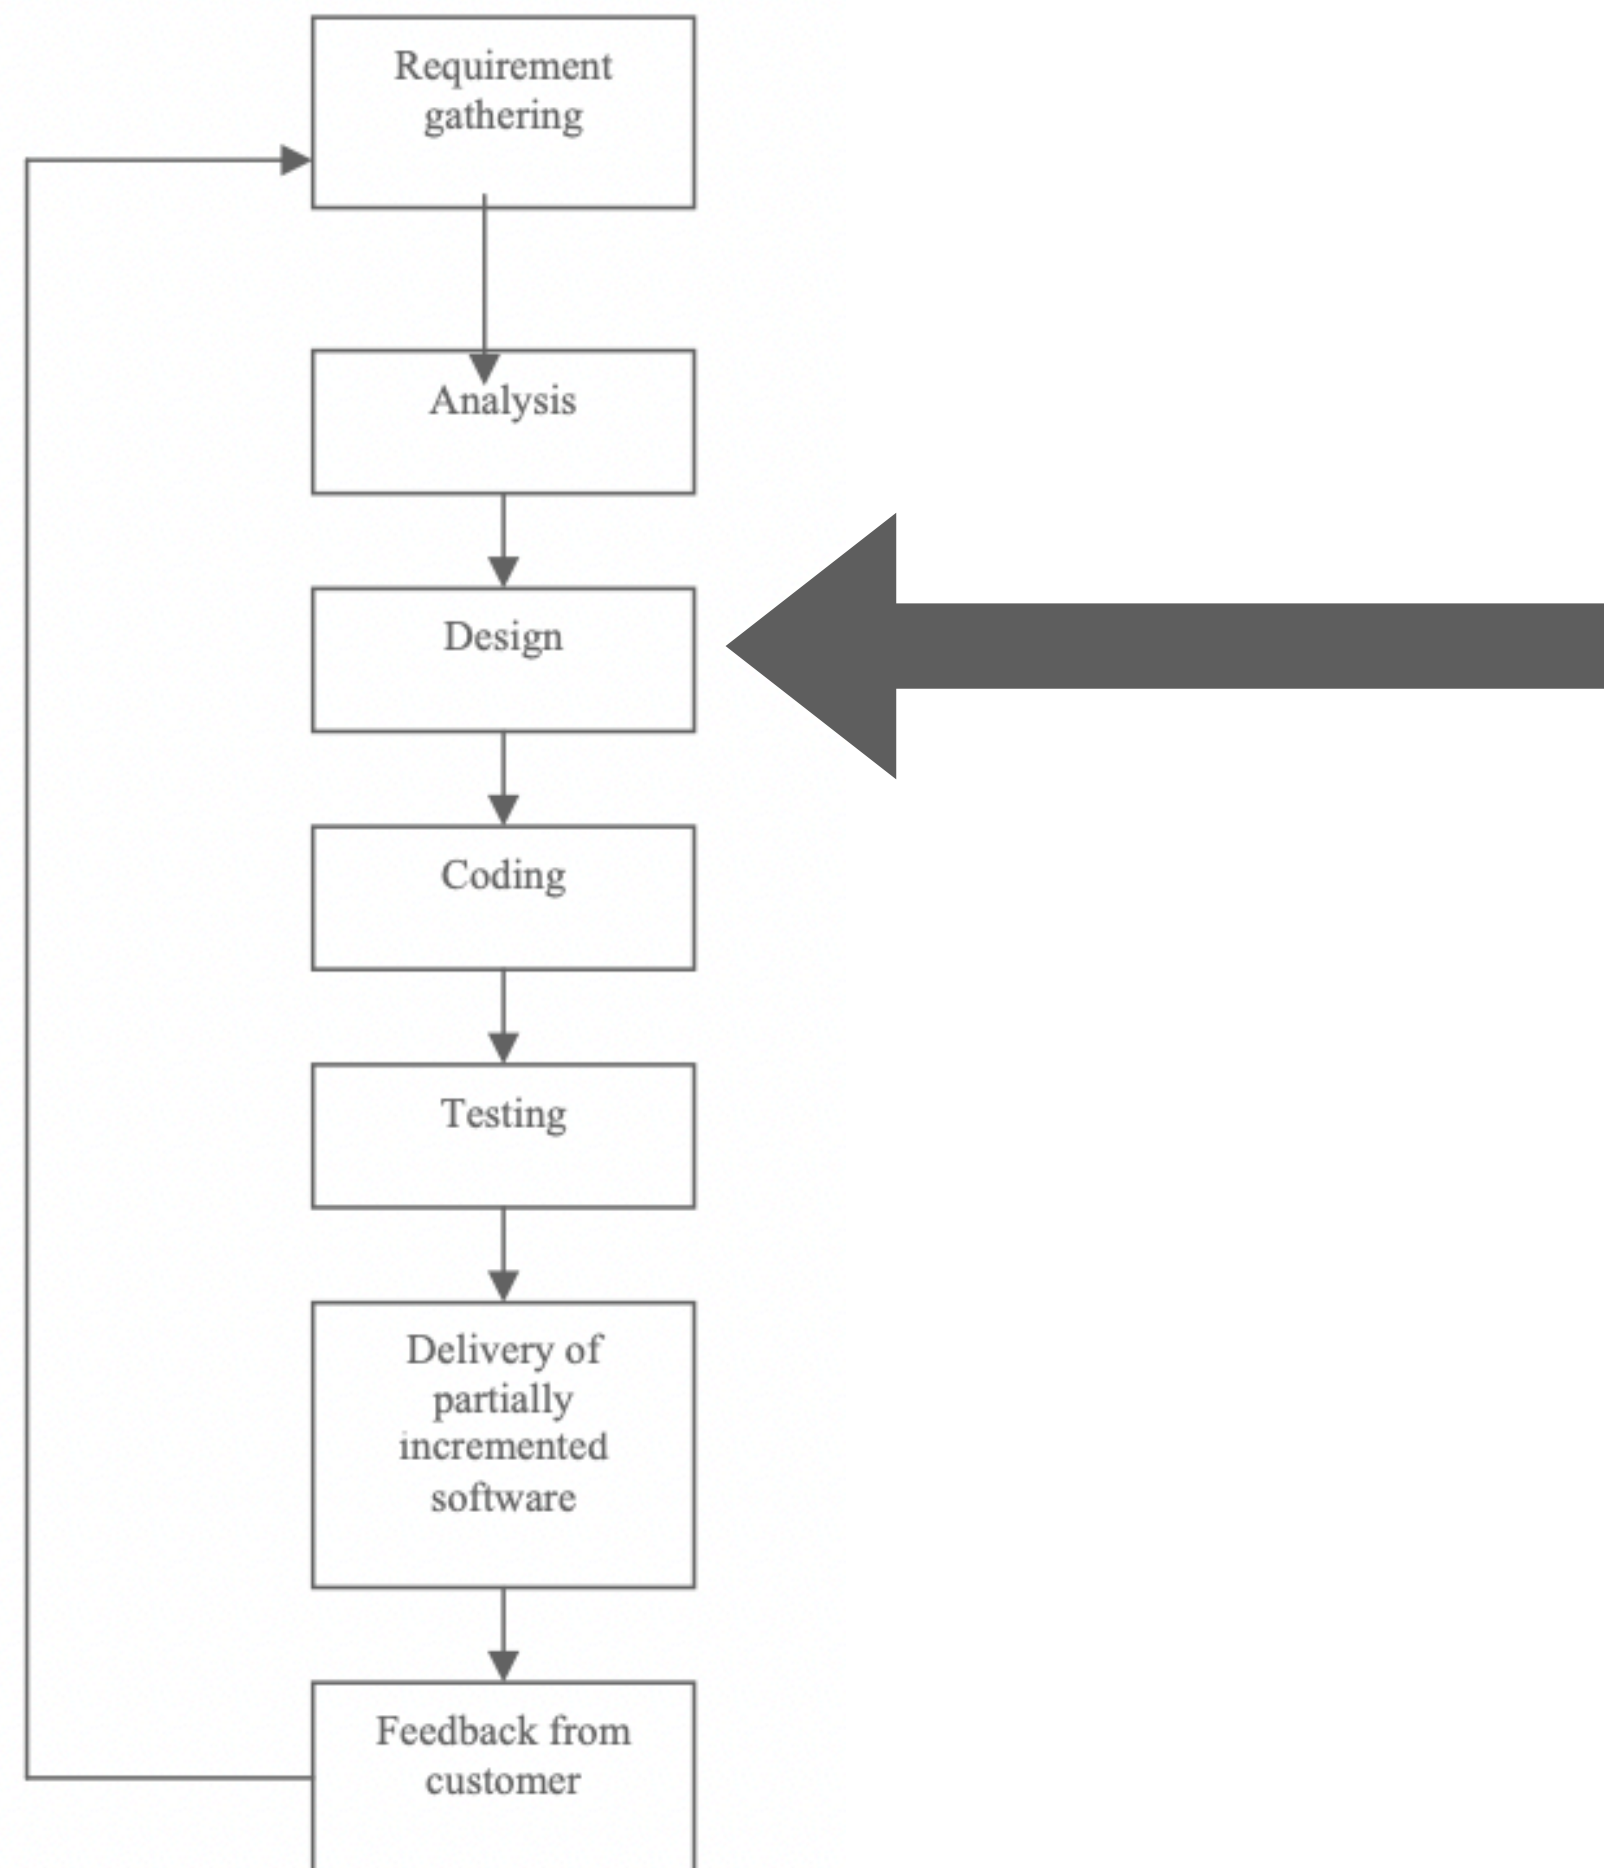 Requirement
gathering
Analysis
Design
Coding
Testing
Delivery of
partially
incremented
software
Feedback from
customer